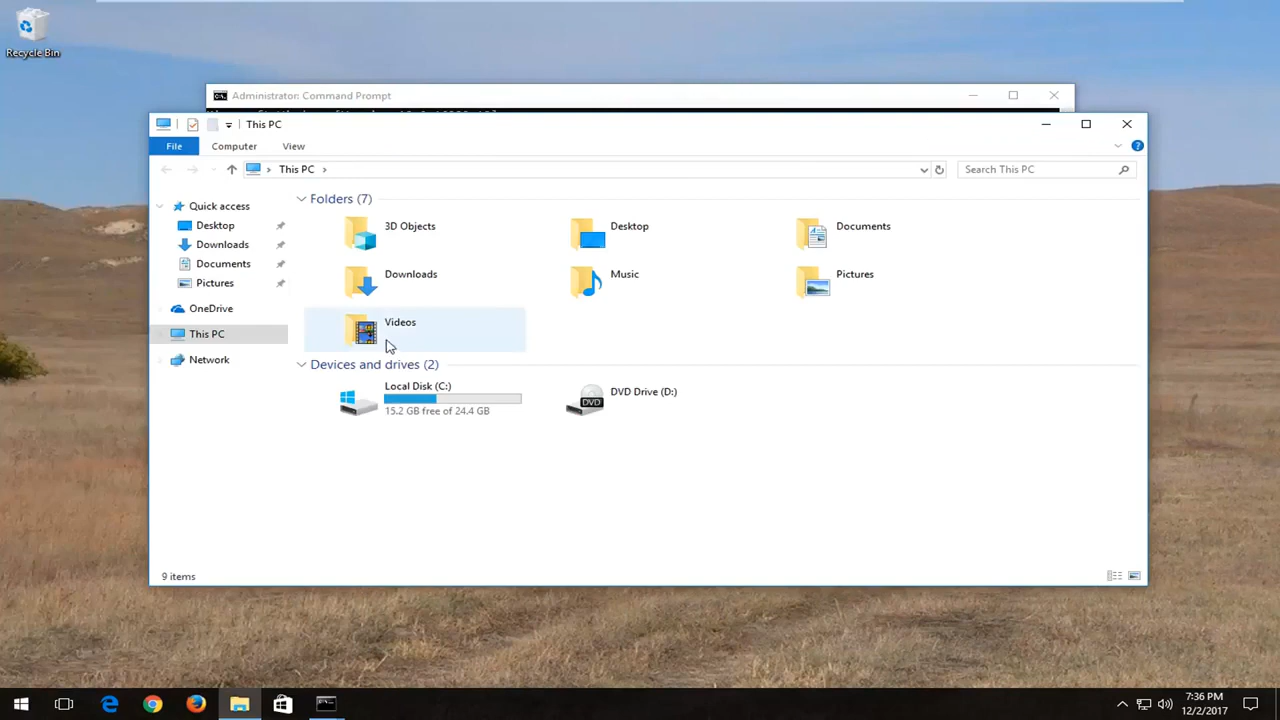 Recycle Bin
Administrator: Command Prompt
This PC
File
Computer
View
This PC
Search This PC
Quick access
Desktop
Downloads
Documents
Pictures
OneDrive
This PC
Network
Folders (7)
3D Objects
Desktop
Documents
Downloads
Music
Pictures
Videos
Devices and drives (2)
Local Disk (C:)
15.2 GB free of 24.4 GB
DVD
DVD Drive (D:)
9 items
7:36 PM
12/2/2017